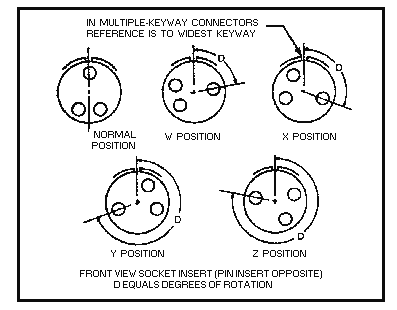 IN MULTIPLE-KEYWAY CONNECTORS
REFERENCE IS TO WIDEST KEYWAY
D
D
NORMAL
POSITION
W POSITION
X POSITION
D
D
Y POSITION
Z POSITION
FRONT VIEW SOCKET INSERT (PIN INSERT OPPOSITE)
D EQUALS DEGREES OF ROTATION